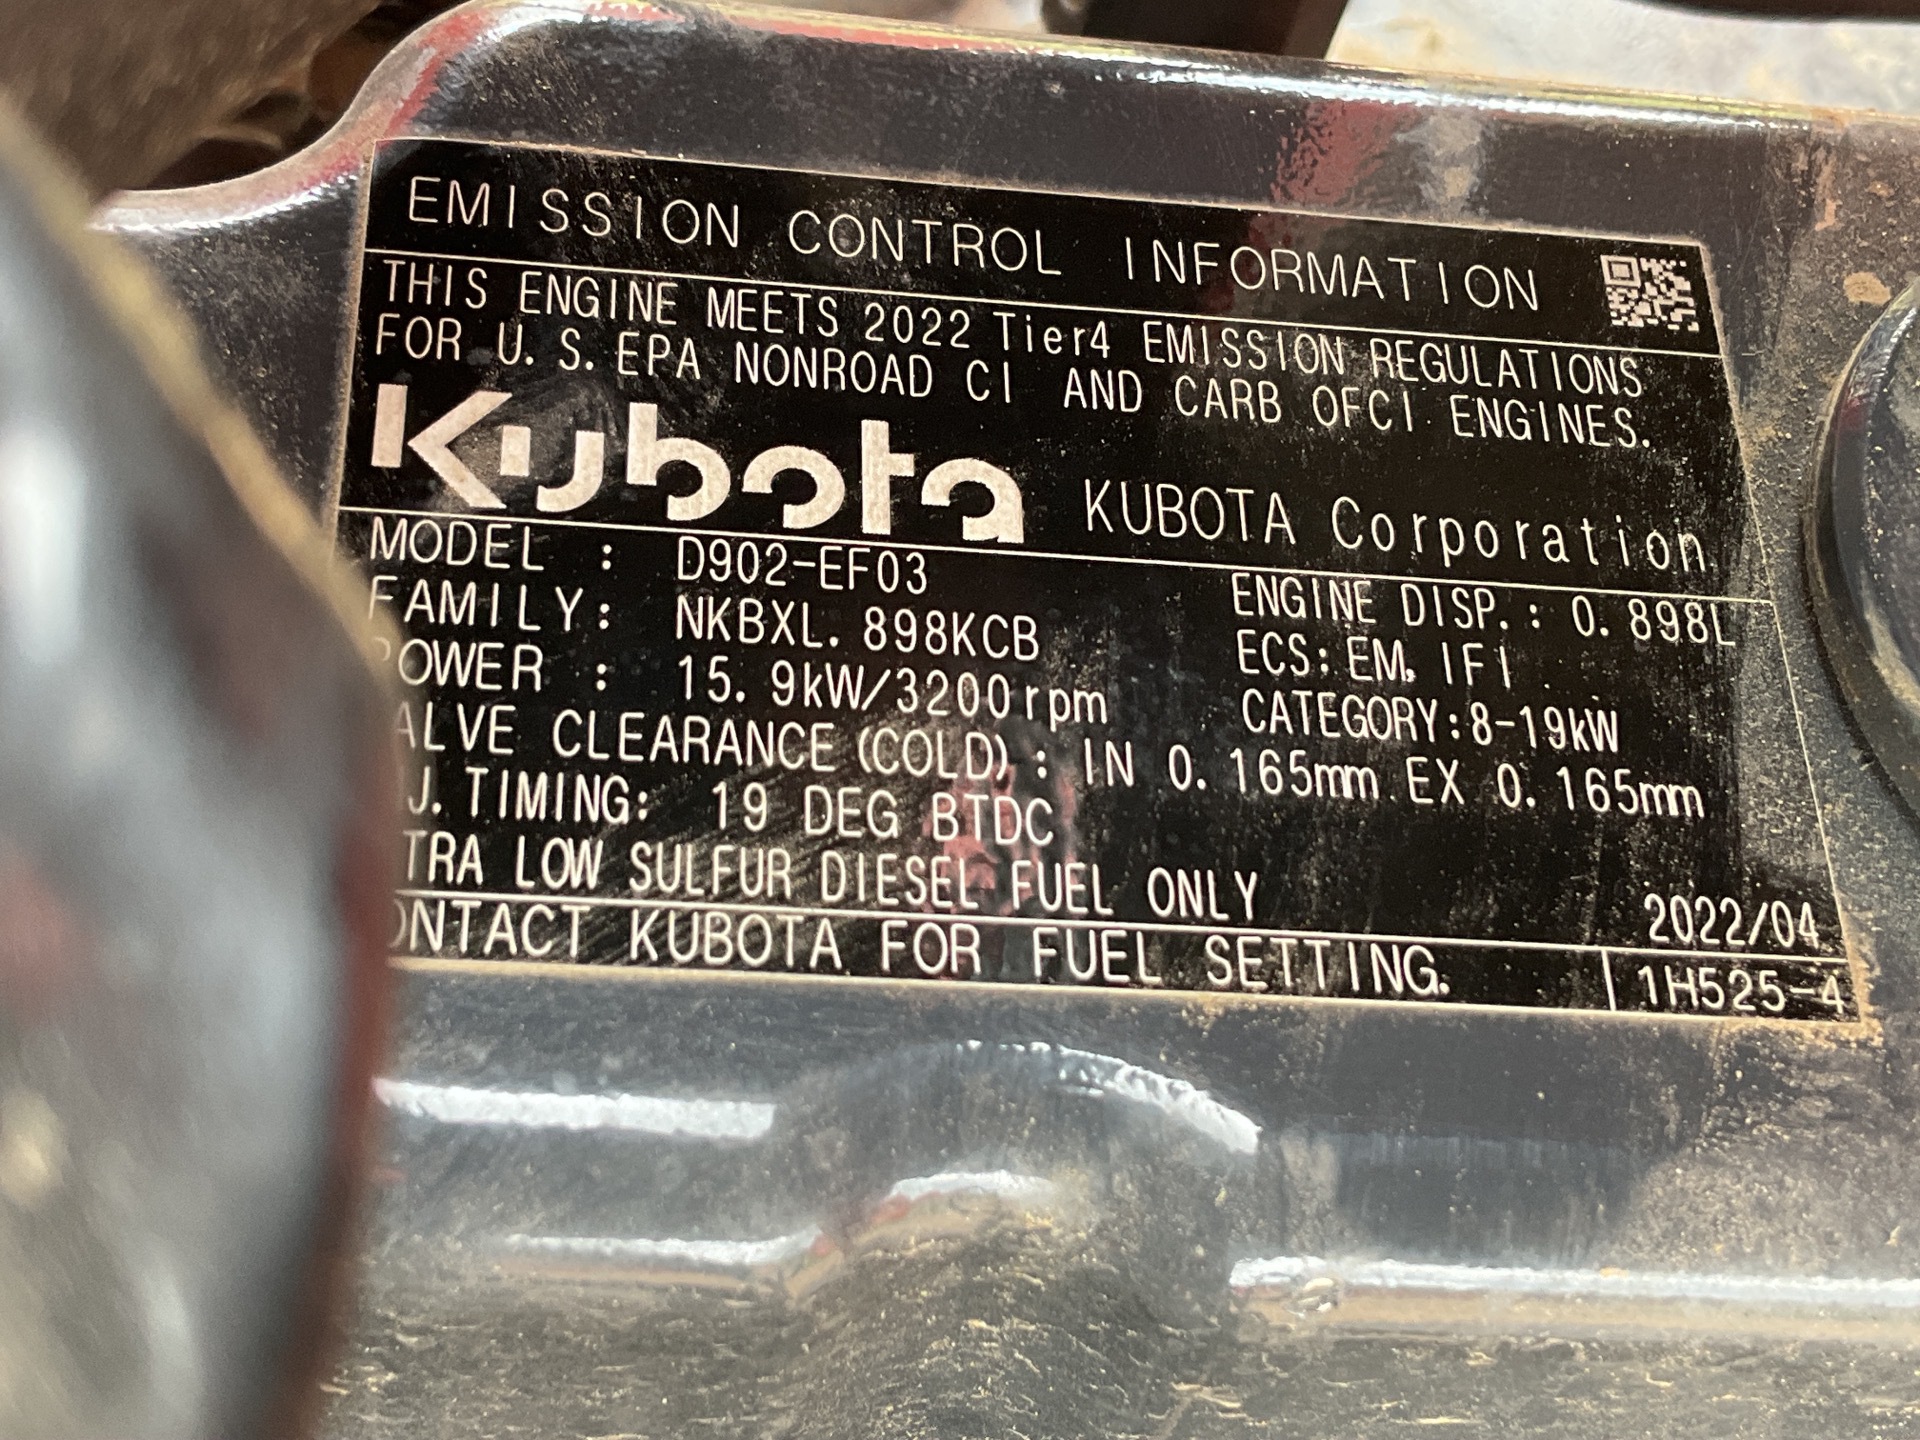 EMISSION CONTROL INFORMATION
THIS ENGINE MEETS 2022 Tier4 EMISSION REGULATIONS
FOR U.S.EPA NONROAD CI AND CARB OFCI ENGINES.
Kubota KUBOTA Corporation
MODEL : D902-EF03 ENGINE DISP.: 0.898L
FAMILY: NKBXL.898KCB ECS: EM, IFI
OWER : 15.9kW/3200rpm CATEGORY:8-19kW
ALVE CLEARANCE (COLD): IN 0.165mm EX 0.165mm
J. TIMING: 19 DEG BTDC
TRA LOW SULFUR DIESEL FUEL ONLY 2022/04
ONTACT KUBOTA FOR FUEL SETTING. 1H525-4